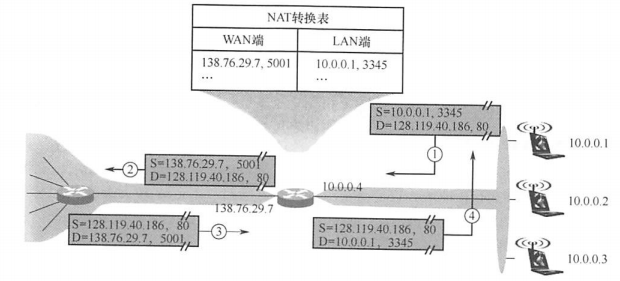 NAT转换表
WAN端 LAN端
138.76.29.7, 5001 10.0.0.1, 3345
… …
S=10.0.0.1, 3345
D=128.119.40.186, 80
①
10.0.0.1
②
S=138.76.29.7, 5001
D=128.119.40.186, 80
10.0.0.4
10.0.0.2
138.76.29.7
S=128.119.40.186, 80
D=138.76.29.7, 5001
③
S=128.119.40.186, 80
D=10.0.0.1, 3345
④
10.0.0.3